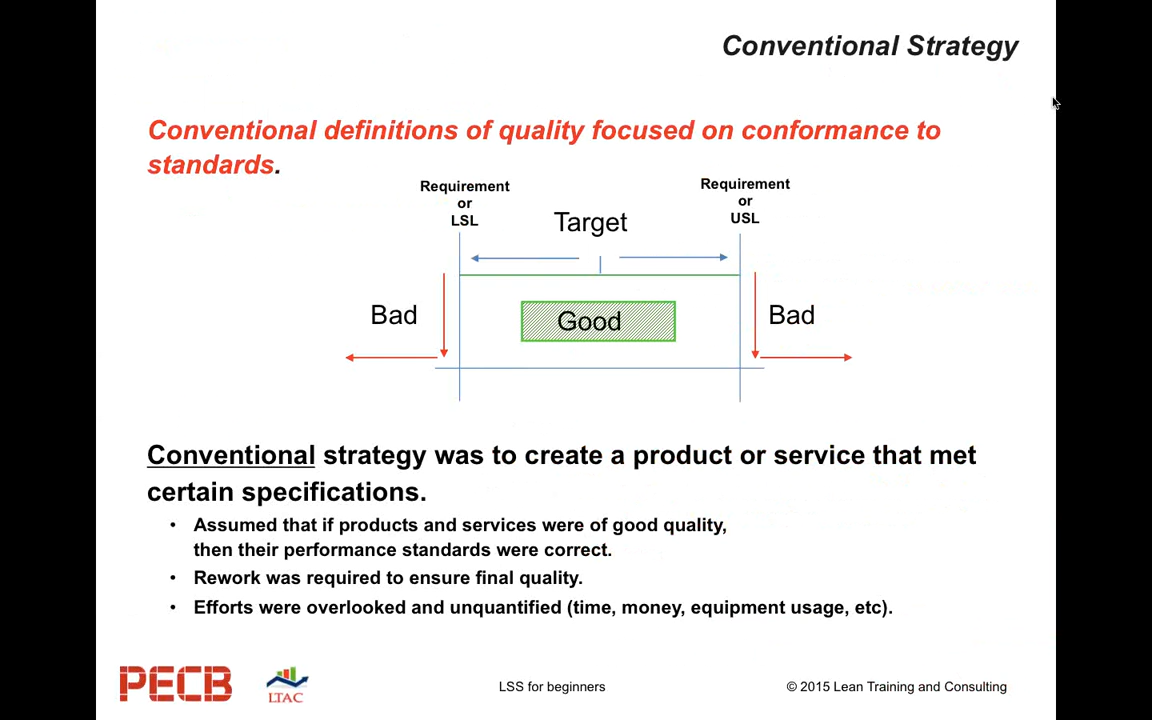 Conventional Strategy
Conventional definitions of quality focused on conformance to
standards.
Requirement
or
LSL
Target
Requirement
or
USL
Bad
Good
Bad
Conventional strategy was to create a product or service that met
certain specifications.
• Assumed that if products and services were of good quality,
then their performance standards were correct.
• Rework was required to ensure final quality.
• Efforts were overlooked and unquantified (time, money, equipment usage, etc).
PECB
LTAC
LSS for beginners
© 2015 Lean Training and Consulting